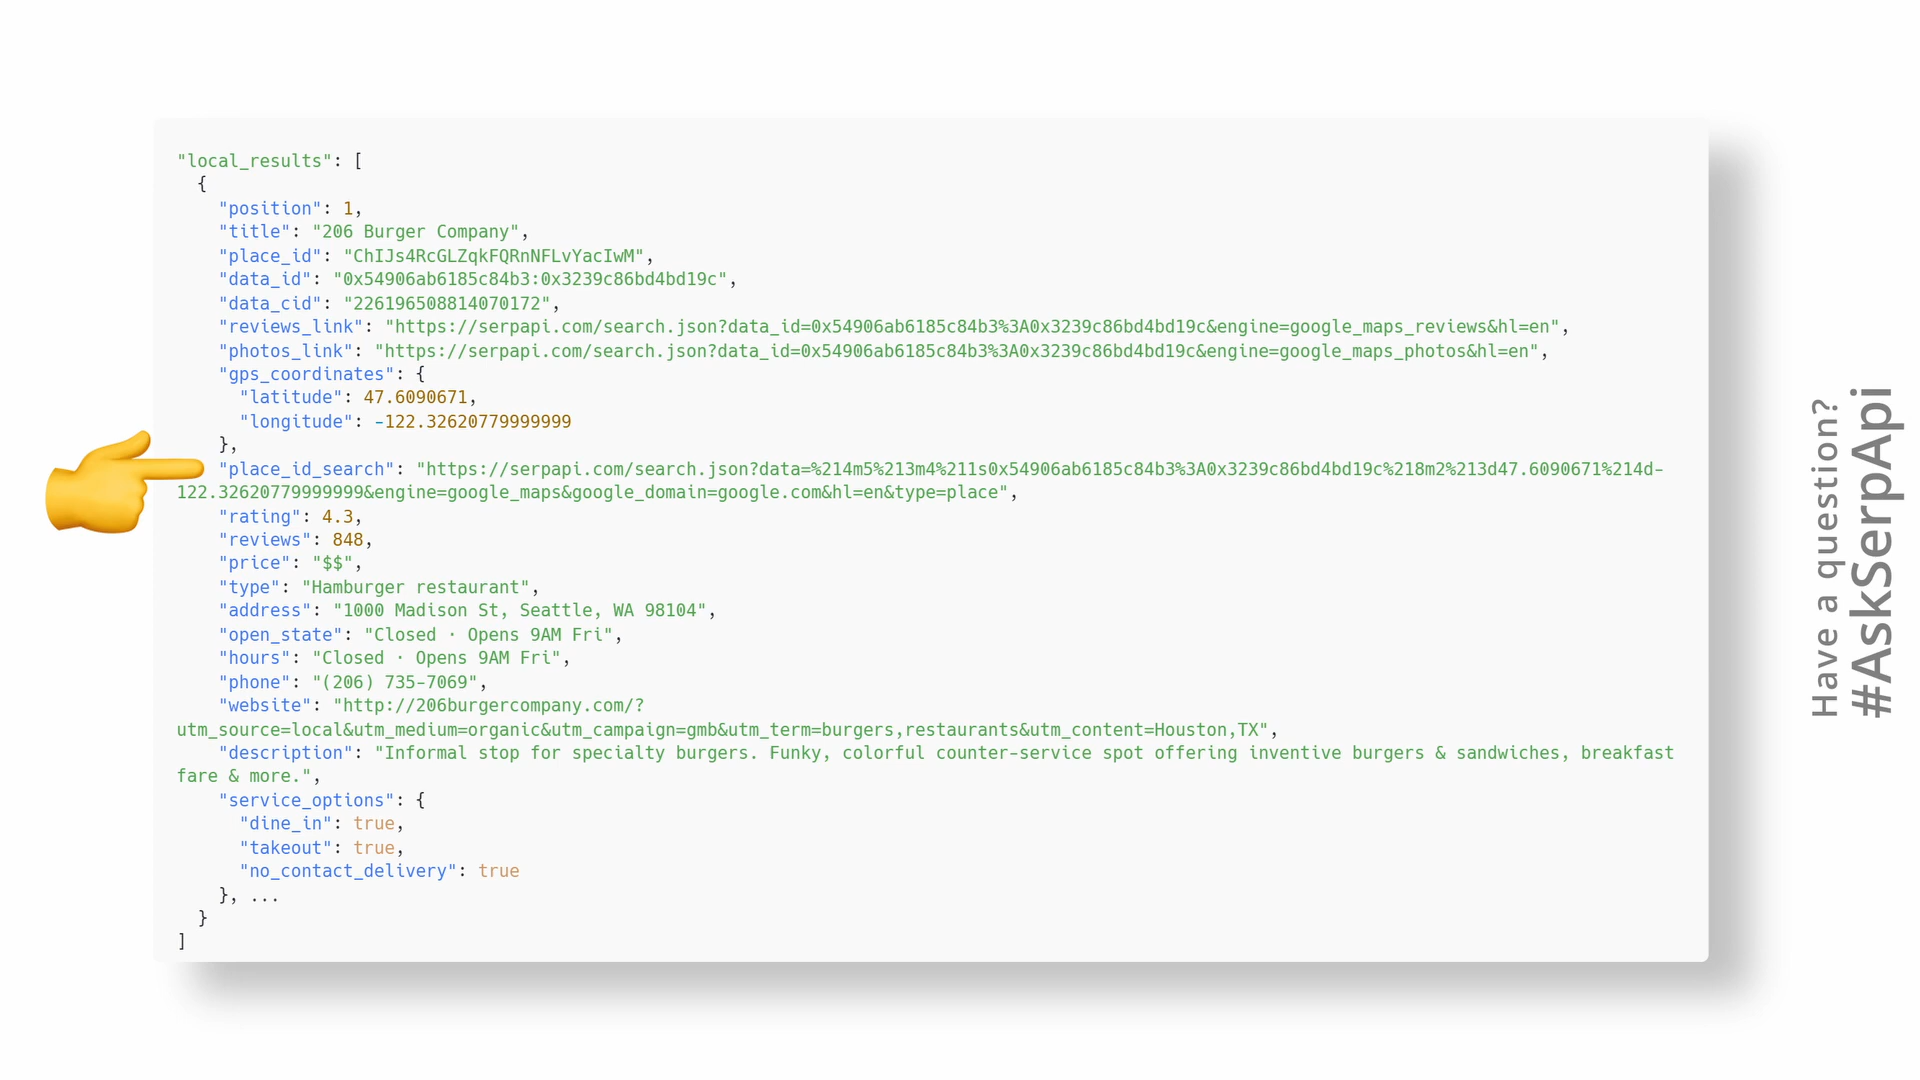 "local_results": [
  {
    "position": 1,
    "title": "206 Burger Company",
    "place_id": "ChIJs4RcGLZqkFQRnNFLvYacIwM",
    "data_id": "0x54906ab6185c84b3:0x3239c86bd4bd19c",
    "data_cid": "226196508814070172",
    "reviews_link": "https://serpapi.com/search.json?data_id=0x54906ab6185c84b3%3A0x3239c86bd4bd19c&engine=google_maps_reviews&hl=en",
    "photos_link": "https://serpapi.com/search.json?data_id=0x54906ab6185c84b3%3A0x3239c86bd4bd19c&engine=google_maps_photos&hl=en",
    "gps_coordinates": {
      "latitude": 47.6090671,
      "longitude": -122.32620779999999
    },
    "place_id_search": "https://serpapi.com/search.json?data=%214m5%213m4%211s0x54906ab6185c84b3%3A0x3239c86bd4bd19c%218m2%213d47.6090671%214d-
122.32620779999999&engine=google_maps&google_domain=google.com&hl=en&type=place",
    "rating": 4.3,
    "reviews": 848,
    "price": "$$",
    "type": "Hamburger restaurant",
    "address": "1000 Madison St, Seattle, WA 98104",
    "open_state": "Closed · Opens 9AM Fri",
    "hours": "Closed · Opens 9AM Fri",
    "phone": "(206) 735-7069",
    "website": "http://206burgercompany.com/?
utm_source=local&utm_medium=organic&utm_campaign=gmb&utm_term=burgers,restaurants&utm_content=Houston,TX",
    "description": "Informal stop for specialty burgers. Funky, colorful counter-service spot offering inventive burgers & sandwiches, breakfast
fare & more.",
    "service_options": {
      "dine_in": true,
      "takeout": true,
      "no_contact_delivery": true
    }, ...
  }
]
Have a question?
#AskSerpApi